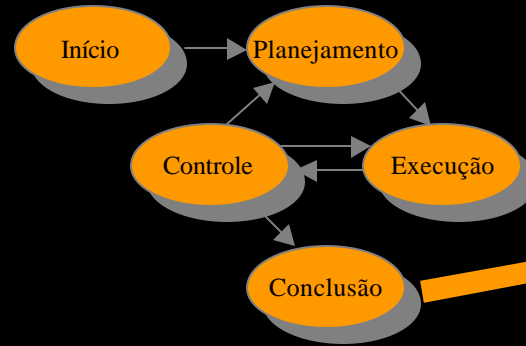 Início
Planejamento
Controle
Execução
Conclusão